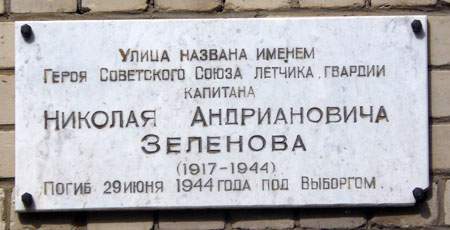 Улица названа именем
Героя Советского Союза летчика, гвардии
капитана
Николая Андриановича
Зеленова
(1917-1944)
Погиб 29 июня 1944 года под Выборгом